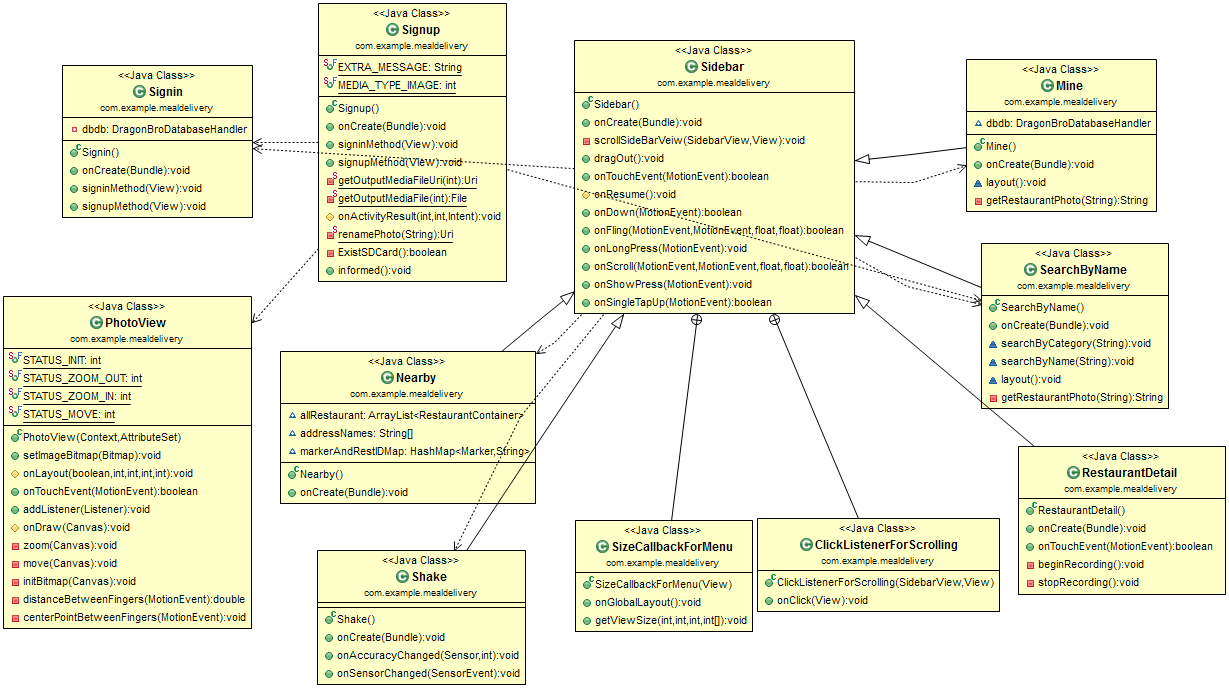 <<Java Class>>
Signin
com.example.mealdelivery
dbdb: DragonBroDatabaseHandler
Signin()
onCreate(Bundle):void
signinMethod(View):void
signupMethod(View):void
<<Java Class>>
Signup
com.example.mealdelivery
EXTRA_MESSAGE: String
MEDIA_TYPE_IMAGE: int
Signup()
onCreate(Bundle):void
signinMethod(View):void
signupMethod(View):void
getOutputMediaFileUri(int):Uri
getOutputMediaFile(int):File
onActivityResult(int,int,Intent):void
renamePhoto(String):Uri
ExistSDCard():boolean
informed():void
<<Java Class>>
Sidebar
com.example.mealdelivery
Sidebar()
onCreate(Bundle):void
scrollSideBarVeiw(SidebarView,View):void
dragOut():void
onTouchEvent(MotionEvent):boolean
onResume():void
onDown(MotionEvent):boolean
onFling(MotionEvent,MotionEvent,float,float):boolean
onLongPress(MotionEvent):void
onScroll(MotionEvent,MotionEvent,float,float):boolean
onShowPress(MotionEvent):void
onSingleTapUp(MotionEvent):boolean
<<Java Class>>
Mine
com.example.mealdelivery
dbdb: DragonBroDatabaseHandler
Mine()
onCreate(Bundle):void
layout():void
getRestaurantPhoto(String):String
<<Java Class>>
SearchByName
com.example.mealdelivery
SearchByName()
onCreate(Bundle):void
searchByCategory(String):void
searchByName(String):void
layout():void
getRestaurantPhoto(String):String
<<Java Class>>
PhotoView
com.example.mealdelivery
STATUS_INIT: int
STATUS_ZOOM_OUT: int
STATUS_ZOOM_IN: int
STATUS_MOVE: int
PhotoView(Context,AttributeSet)
setImageBitmap(Bitmap):void
onLayout(boolean,int,int,int,int):void
onTouchEvent(MotionEvent):boolean
addListener(Listener):void
onDraw(Canvas):void
zoom(Canvas):void
move(Canvas):void
initBitmap(Canvas):void
distanceBetweenFingers(MotionEvent):double
centerPointBetweenFingers(MotionEvent):void
<<Java Class>>
Nearby
com.example.mealdelivery
allRestaurant: ArrayList<RestaurantContainer>
addressNames: String[]
markerAndRestIDMap: HashMap<Marker,String>
Nearby()
onCreate(Bundle):void
<<Java Class>>
Shake
com.example.mealdelivery
Shake()
onCreate(Bundle):void
onAccuracyChanged(Sensor,int):void
onSensorChanged(SensorEvent):void
<<Java Class>>
SizeCallbackForMenu
com.example.mealdelivery
SizeCallbackForMenu(View)
onGlobalLayout():void
getViewSize(int,int,int,int[]):void
<<Java Class>>
ClickListenerForScrolling
com.example.mealdelivery
ClickListenerForScrolling(SidebarView,View)
onClick(View):void
<<Java Class>>
RestaurantDetail
com.example.mealdelivery
RestaurantDetail()
onCreate(Bundle):void
onTouchEvent(MotionEvent):boolean
beginRecording():void
stopRecording():void